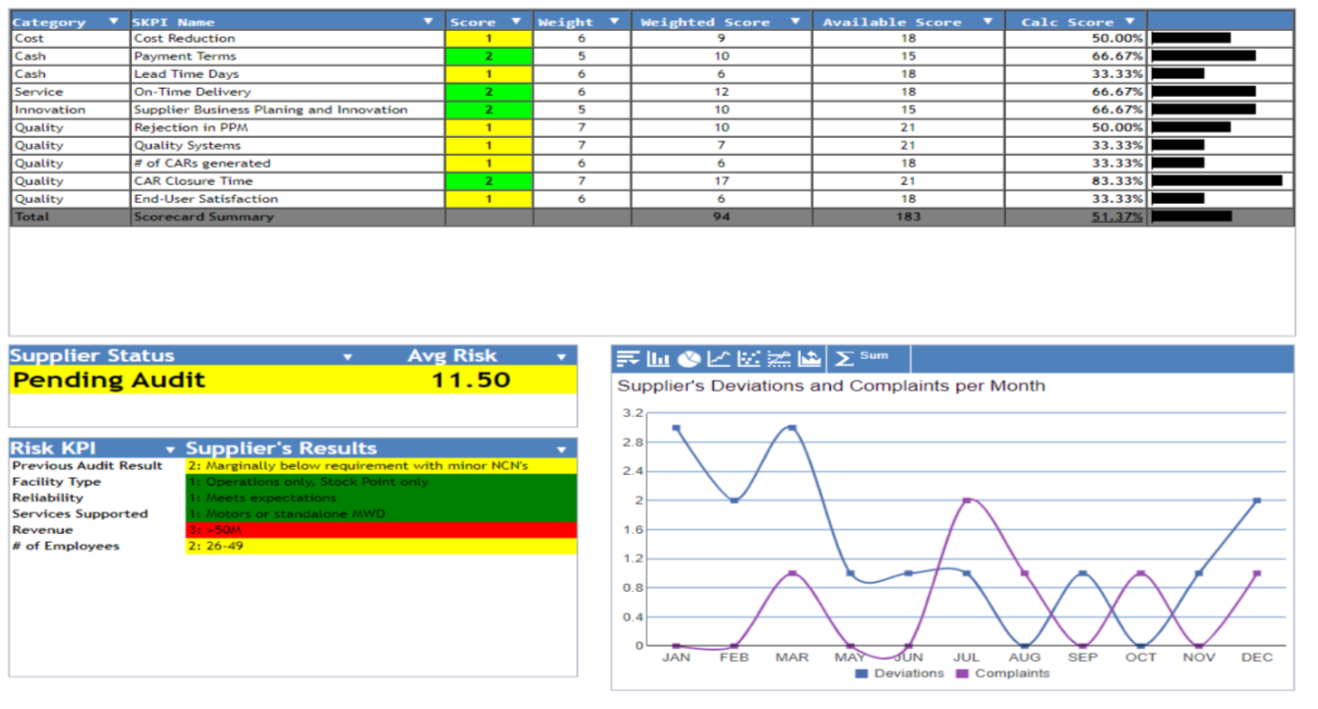 Category SKPI Name Score Weight Weighted Score Available Score Calc Score
Cost Cost Reduction 1 6 9 18 50.00%
Cash Payment Terms 2 5 10 15 66.67%
Cash Lead Time Days 1 6 6 18 33.33%
Service On-Time Delivery 2 6 12 18 66.67%
Innovation Supplier Business Planing and Innovation 2 5 10 15 66.67%
Quality Rejection in PPM 1 7 10 21 50.00%
Quality Quality Systems 1 7 7 21 33.33%
Quality # of CARs generated 1 6 6 18 33.33%
Quality CAR Closure Time 2 7 17 21 83.33%
Quality End-User Satisfaction 1 6 6 18 33.33%
Total Scorecard Summary 94 183 51.37%
Supplier Status Avg Risk
Pending Audit 11.50
Risk KPI Supplier's Results
Previous Audit Result 2: Marginally below requirement with minor NCN's
Facility Type 1: Operations only, Stock Point only
Reliability 1: Meets expectations
Services Supported 1: Motors or standalone MWD
Revenue 3: >50M
# of Employees 2: 26-49
Sum
Supplier's Deviations and Complaints per Month
3.2
2.8
2.4
2
1.6
1.2
0.8
0.4
0
JAN FEB MAR MAY JUN JUL AUG SEP OCT NOV DEC
Deviations Complaints